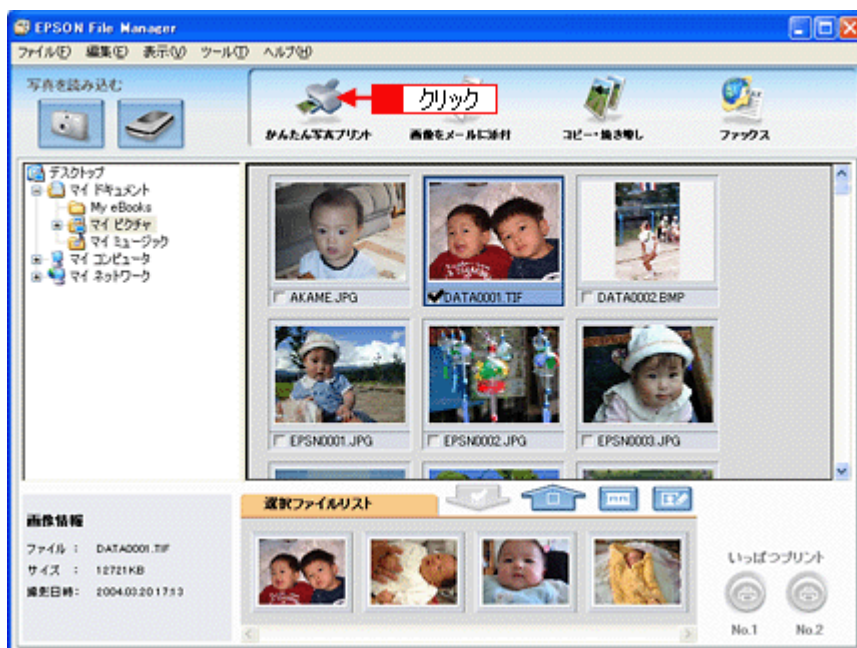 EPSON File Manager
ファイル(F) 編集(E) 表示(V) ツール(T) ヘルプ(H)
写真を読み込む
クリック
かんたん写真プリント
画像をメールに添付
コピー・焼き増し
ファックス
デスクトップ
マイ ドキュメント
My eBooks
マイ ピクチャ
マイ ミュージック
マイ コンピュータ
マイ ネットワーク
AKAME.JPG
DATA0001.TIF
DATA0002.BMP
EPSN0001.JPG
EPSN0002.JPG
EPSN0003.JPG
選択ファイルリスト
画像情報
ファイル : DATA0001.TIF
サイズ : 12721KB
撮影日時: 2004.03.20 17:13
いっぱつプリント
No.1 No.2